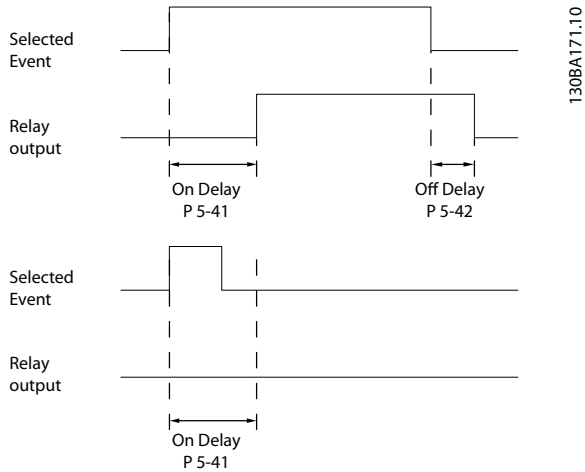 Selected
Event
Relay
output
On Delay
P 5-41
Off Delay
P 5-42
Selected
Event
Relay
output
On Delay
P 5-41
130BA171.10